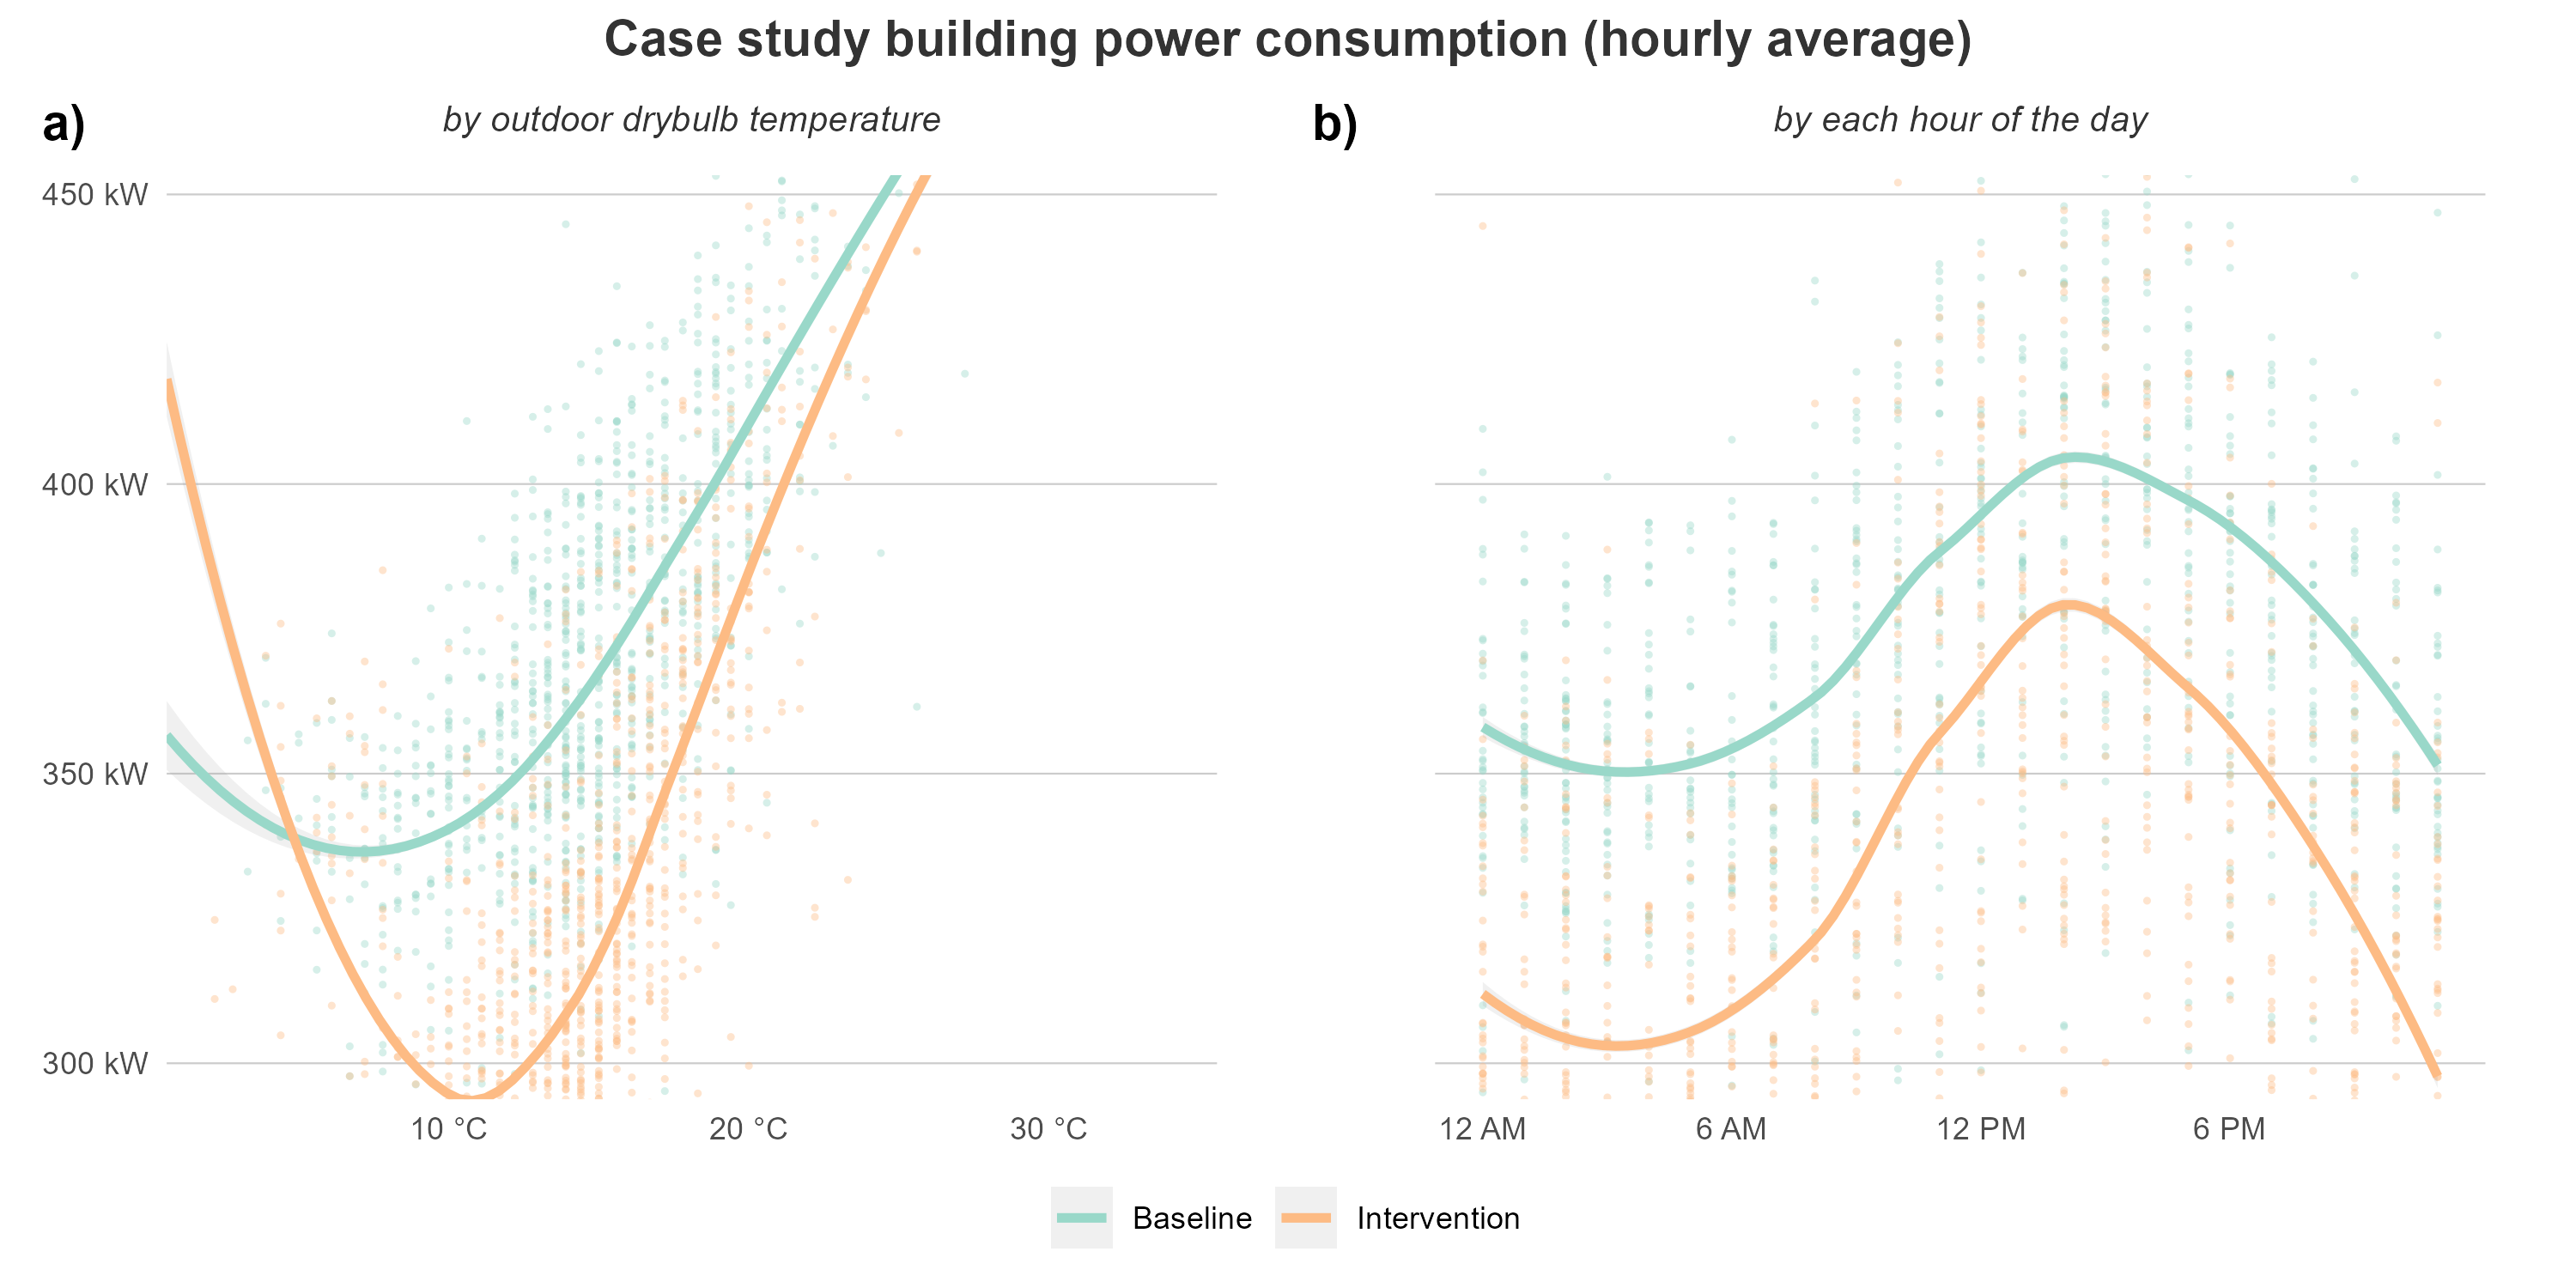 Case study building power consumption (hourly average)
a)
by outdoor drybulb temperature
450 kW
400 kW
350 kW
300 kW
10 °C
20 °C
30 °C
b)
by each hour of the day
12 AM
6 AM
12 PM
6 PM
Baseline
Intervention